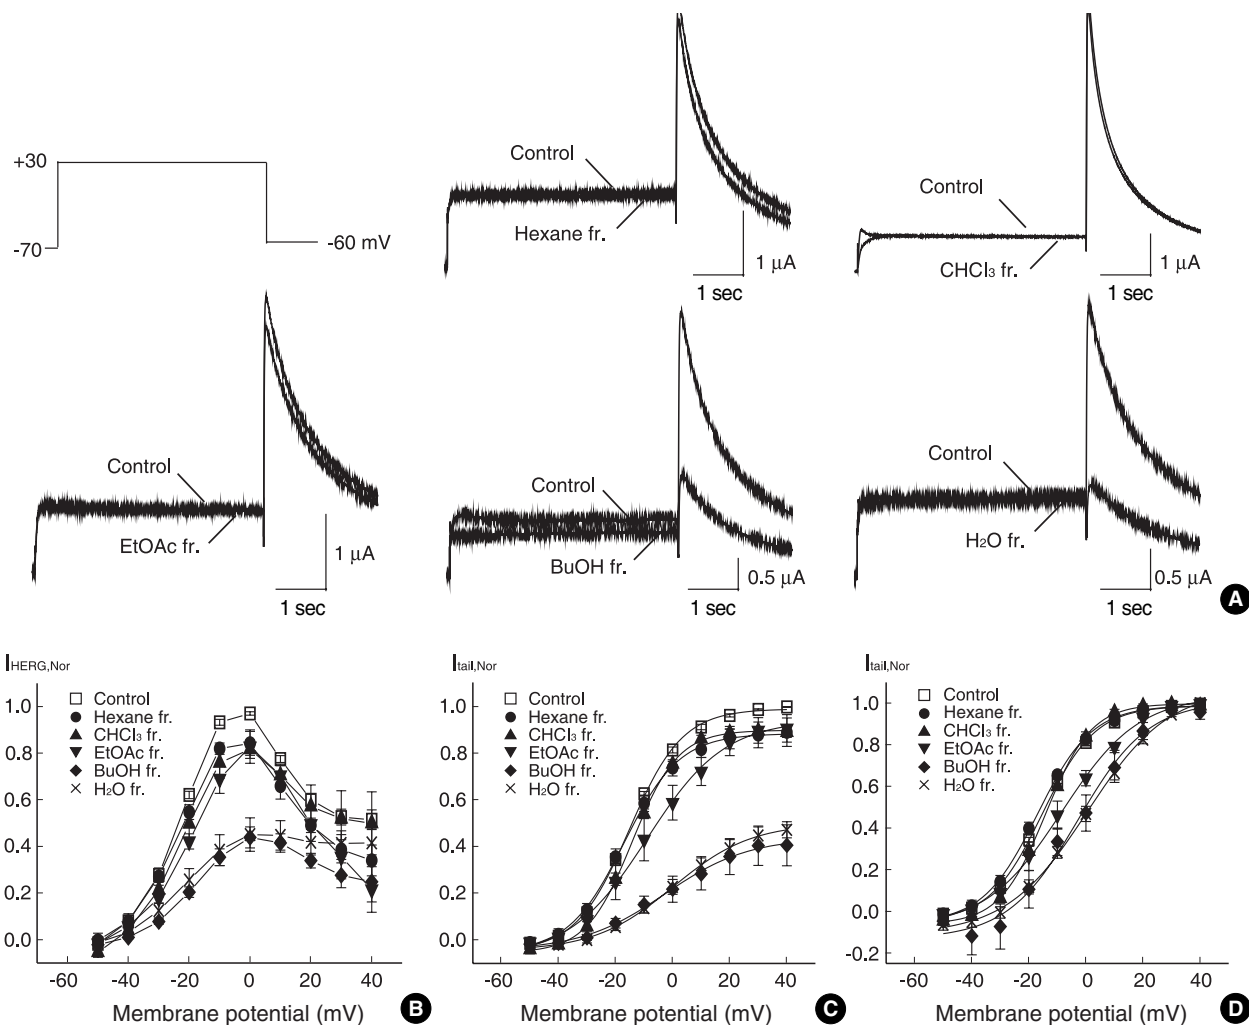 +30
-70
-60 mV
Control
Hexane fr.
1 μA
1 sec
Control
CHCl₃ fr.
1 μA
1 sec
Control
EtOAc fr.
1 μA
1 sec
Control
BuOH fr.
0.5 μA
1 sec
Control
H₂O fr.
0.5 μA
1 sec
A
I HERG,Nor
1.0
0.8
0.6
0.4
0.2
0.0
Control
Hexane fr.
CHCl₃ fr.
EtOAc fr.
BuOH fr.
H₂O fr.
-60 -40 -20 0 20 40
Membrane potential (mV)
B
I tail,Nor
1.0
0.8
0.6
0.4
0.2
0.0
Control
Hexane fr.
CHCl₃ fr.
EtOAc fr.
BuOH fr.
H₂O fr.
-60 -40 -20 0 20 40
Membrane potential (mV)
C
I tail,Nor
1.0
0.8
0.6
0.4
0.2
0.0
-0.2
Control
Hexane fr.
CHCl₃ fr.
EtOAc fr.
BuOH fr.
H₂O fr.
-60 -40 -20 0 20 40
Membrane potential (mV)
D